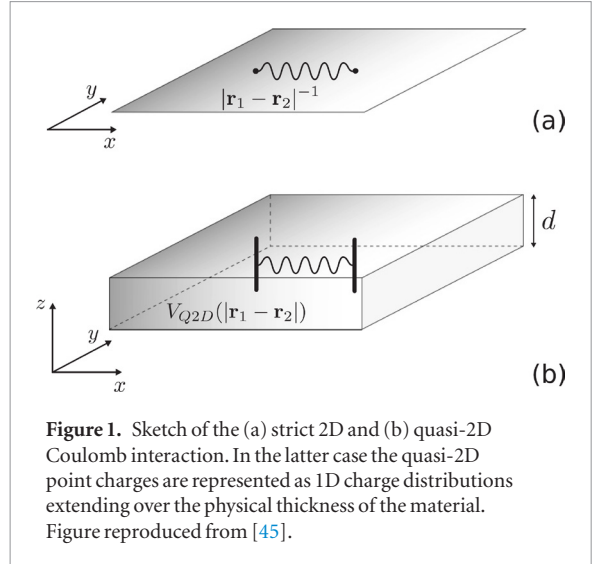 y
|r₁ − r₂|⁻¹
x
(a)
d
z
V_{Q2D}(|r₁ − r₂|)
y
x
(b)
Figure 1. Sketch of the (a) strict 2D and (b) quasi-2D
Coulomb interaction. In the latter case the quasi-2D
point charges are represented as 1D charge distributions
extending over the physical thickness of the material.
Figure reproduced from [45].